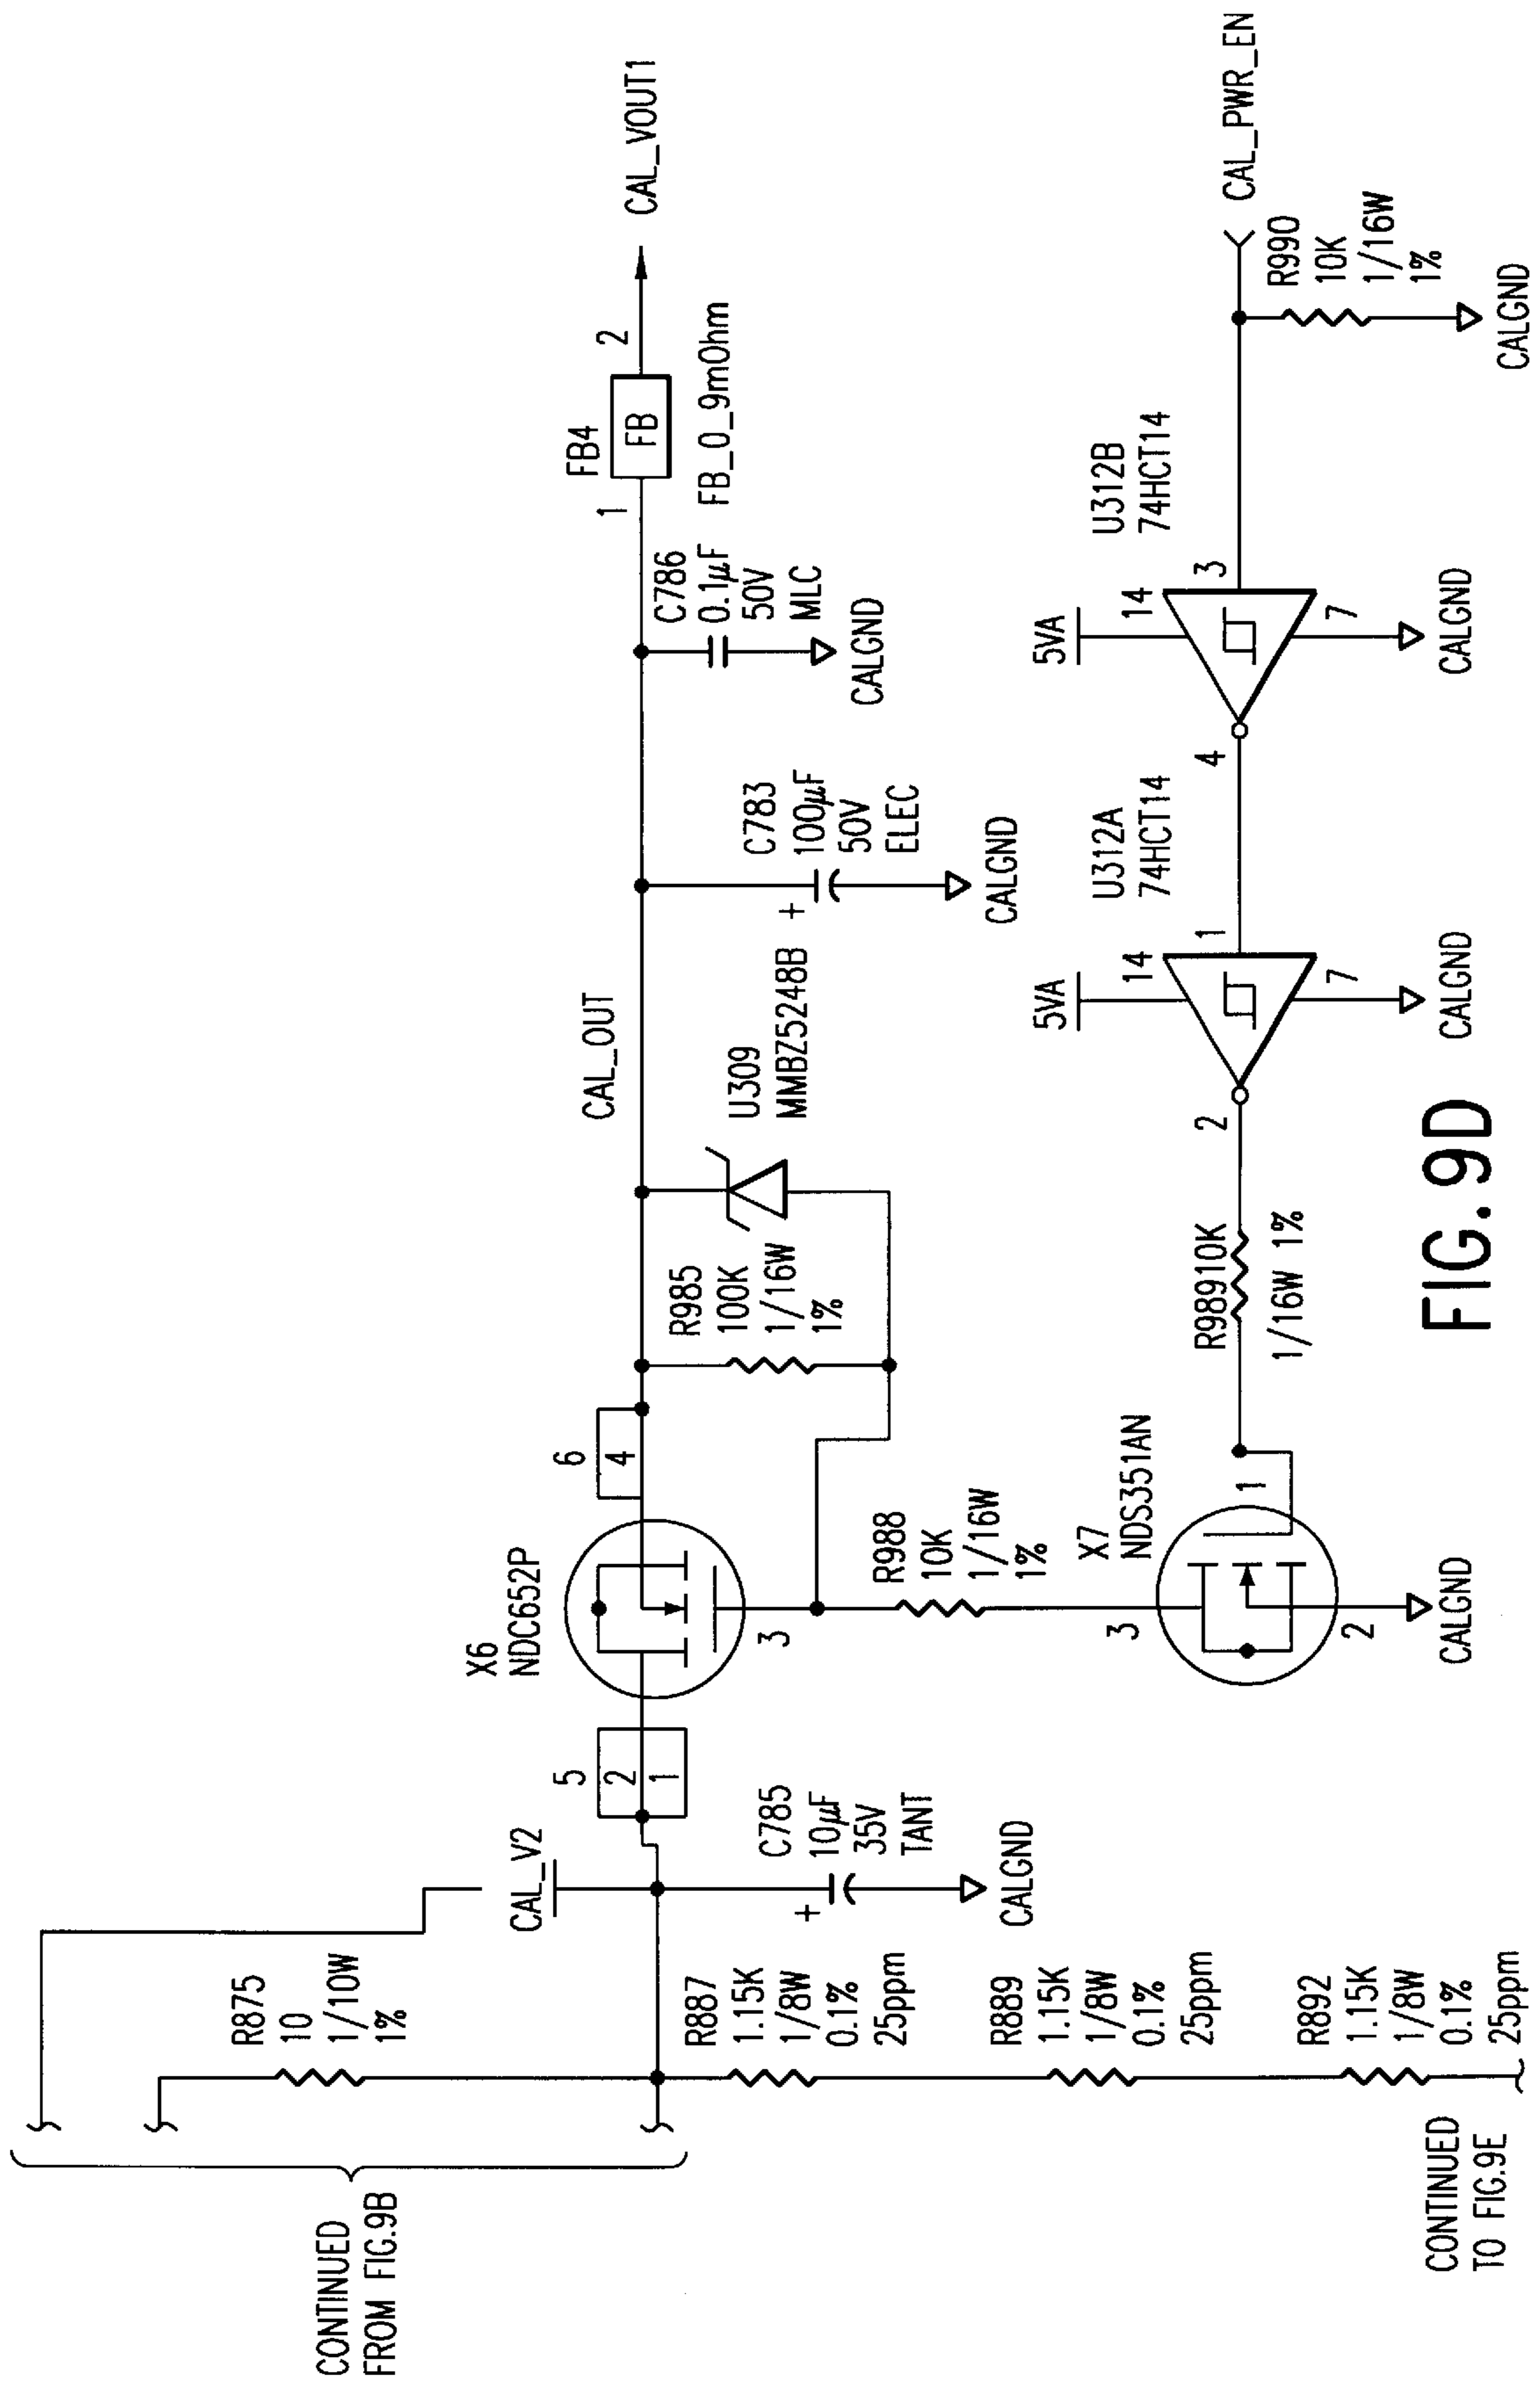 CONTINUED
FROM FIG.9B
R875
10
1/10W
1%
CAL_V2
R887
1.15K
1/8W
0.1%
25ppm
R889
1.15K
1/8W
0.1%
25ppm
R892
1.15K
1/8W
0.1%
25ppm
CONTINUED
TO FIG.9E
C785
10µF
35V
TANT
+
CALGND
5
2
1
X6
NDC652P
3
6
4
R985
100K
1/16W
1%
U309
MMBZ5248B
CAL_OUT
C783
100µF
50V
ELEC
+
CALGND
C786
0.1µF
50V
MLC
CALGND
FB4
1
FB
2
FB_0_9mOhm
CAL_VOUT1
R988
10K
1/16W
1%
X7
NDS351AN
3
1
2
CALGND
R98910K
1/16W 1%
2
5VA
14
U312A
74HCT14
1
7
CALGND
4
5VA
14
U312B
74HCT14
3
7
CALGND
CAL_PWR_EN
R990
10K
1/16W
1%
CALGND
FIG. 9D